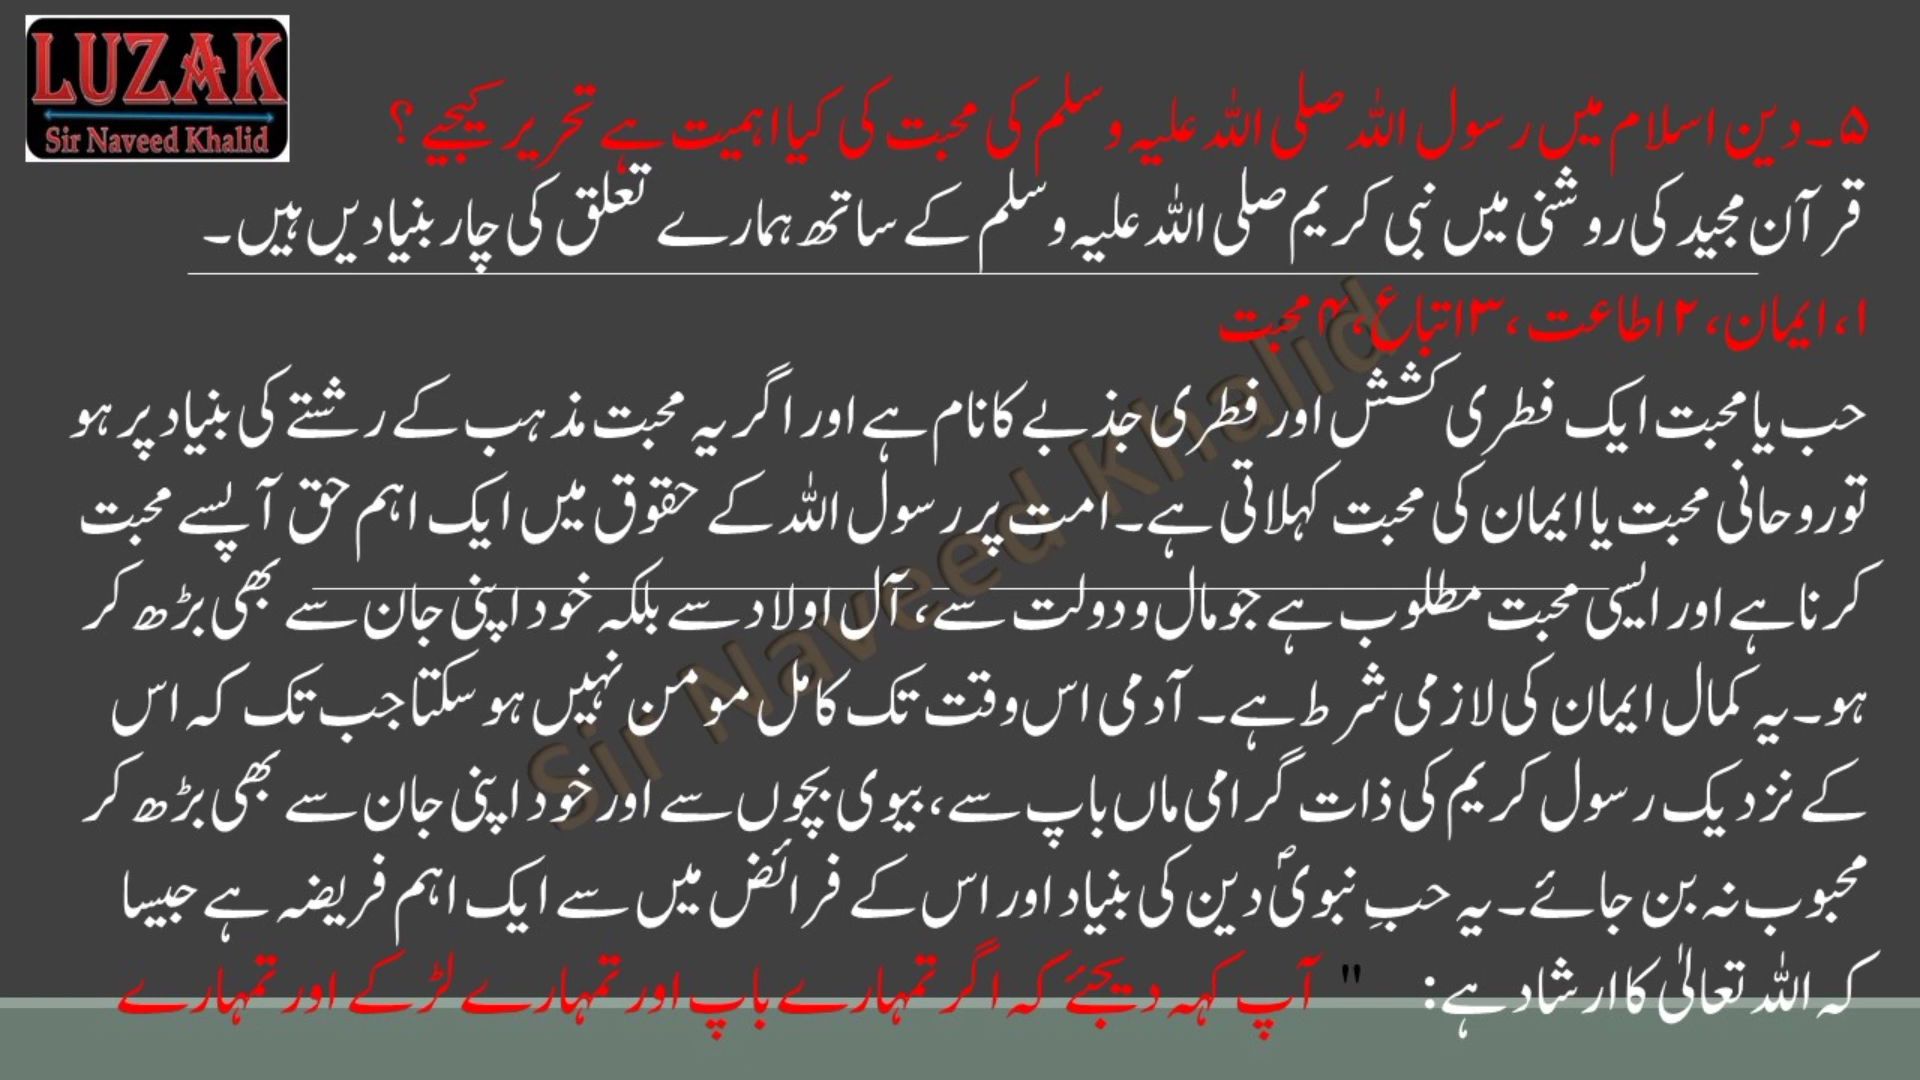 LUZAK
Sir Naveed Khalid
۵۔دین اسلام میں رسول اللہ صلی اللہ علیہ وسلم کی محبت کی کیا اہمیت ہے تحریر کیجیے؟
قرآن مجید کی روشنی میں نبی کریم صلی اللہ علیہ وسلم کے ساتھ ہمارے تعلق کی چار بنیادیں ہیں۔
۱، ایمان، ۲ اطاعت، ۳ اتباع، ۴ محبت
حب یا محبت ایک فطری کشش اور فطری جذبے کا نام ہے اور اگر یہ محبت مذہب کے رشتے کی بنیاد پر ہو
تو روحانی محبت یا ایمان کی محبت کہلاتی ہے۔ امت پر رسول اللہ کے حقوق میں ایک اہم حق آپسے محبت
کرنا ہے اور ایسی محبت مطلوب ہے جو مال و دولت سے، آل اولاد سے بلکہ خود اپنی جان سے بھی بڑھ کر
ہو۔ یہ کمال ایمان کی لازمی شرط ہے۔ آدمی اس وقت تک کامل مومن نہیں ہو سکتا جب تک کہ اس
کے نزدیک رسول کریم کی ذات گرامی ماں باپ سے، بیوی بچوں سے اور خود اپنی جان سے بھی بڑھ کر
محبوب نہ بن جائے۔ یہ حبِ نبویؐ دین کی بنیاد اور اس کے فرائض میں سے ایک اہم فریضہ ہے جیسا
کہ اللہ تعالیٰ کا ارشاد ہے: " آپ کہہ دیجئے کہ اگر تمہارے باپ اور تمہارے لڑکے اور تمہارے
Sir Naveed Khalid